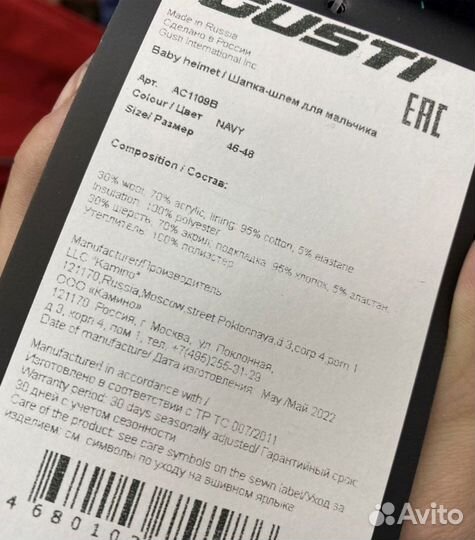 GUSTI
Made in Russia
Сделано в России
Gusti International Inc
Baby helmet / Шапка-шлем для мальчика
EAC
Арт. AC1109B
Colour / Цвет NAVY
Size/ Размер 46-48
Composition / Состав:
30% wool, 70% acrylic, lining: 95% cotton, 5% elastane
Insulation: 100% polyester
30% шерсть, 70% акрил, подкладка: 95% хлопок, 5% эластан,
Утеплитель: 100% полиэстер
Manufacturer/Производитель
LLC "Kamino"
121170,Russia,Moscow,street Poklonnaya,d 3,corp 4,pom 1
ООО «Камино»
121170, Россия, г. Москва, ул. Поклонная,
д 3, корп 4, пом 1, тел. +7(495)255-01-29
Date of manufacture/ Дата изготовления: May /Май 2022
Manufactured in accordance with /
Изготовлено в соответствии с ТР ТС 007/2011
Warranty period: 30 days seasonally adjusted/ Гарантийный срок:
30 дней с учетом сезонности
Care of the product: see care symbols on the sewn label/Уход за
изделием: см. символы по уходу на вшивном ярлыке
4 680102
Avito